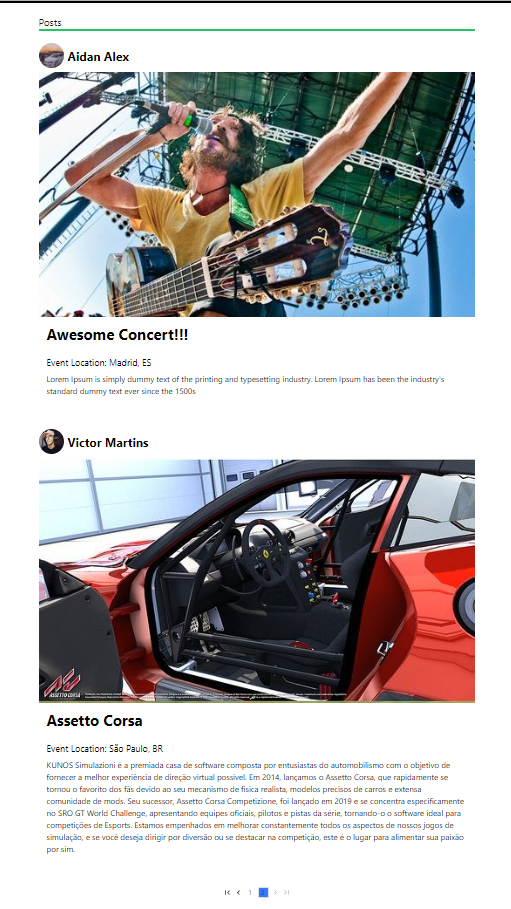 Posts
Aidan Alex
Awesome Concert!!!
Event Location: Madrid, ES
Lorem Ipsum is simply dummy text of the printing and typesetting industry. Lorem Ipsum has been the industry's
standard dummy text ever since the 1500s
Victor Martins
ASSETTO CORSA
Assetto Corsa
Event Location: São Paulo, BR
KUNOS Simulazioni é a premiada casa de software composta por entusiastas do automobilismo com o objetivo de
fornecer a melhor experiência de direção virtual possível. Em 2014, lançamos o Assetto Corsa, que rapidamente se
tornou o favorito dos fãs devido ao seu mecanismo de física realista, modelos precisos de carros e extensa
comunidade de mods. Seu sucessor, Assetto Corsa Competizione, foi lançado em 2019 e se concentra especificamente
no SRO GT World Challenge, apresentando equipes oficiais, pilotos e pistas da série, tornando-o o software ideal para
competições de Esports. Estamos empenhados em melhorar constantemente todos os aspectos de nossos jogos de
simulação, e se você deseja dirigir por diversão ou se destacar na competição, este é o lugar para alimentar sua paixão
por sim.
1 2